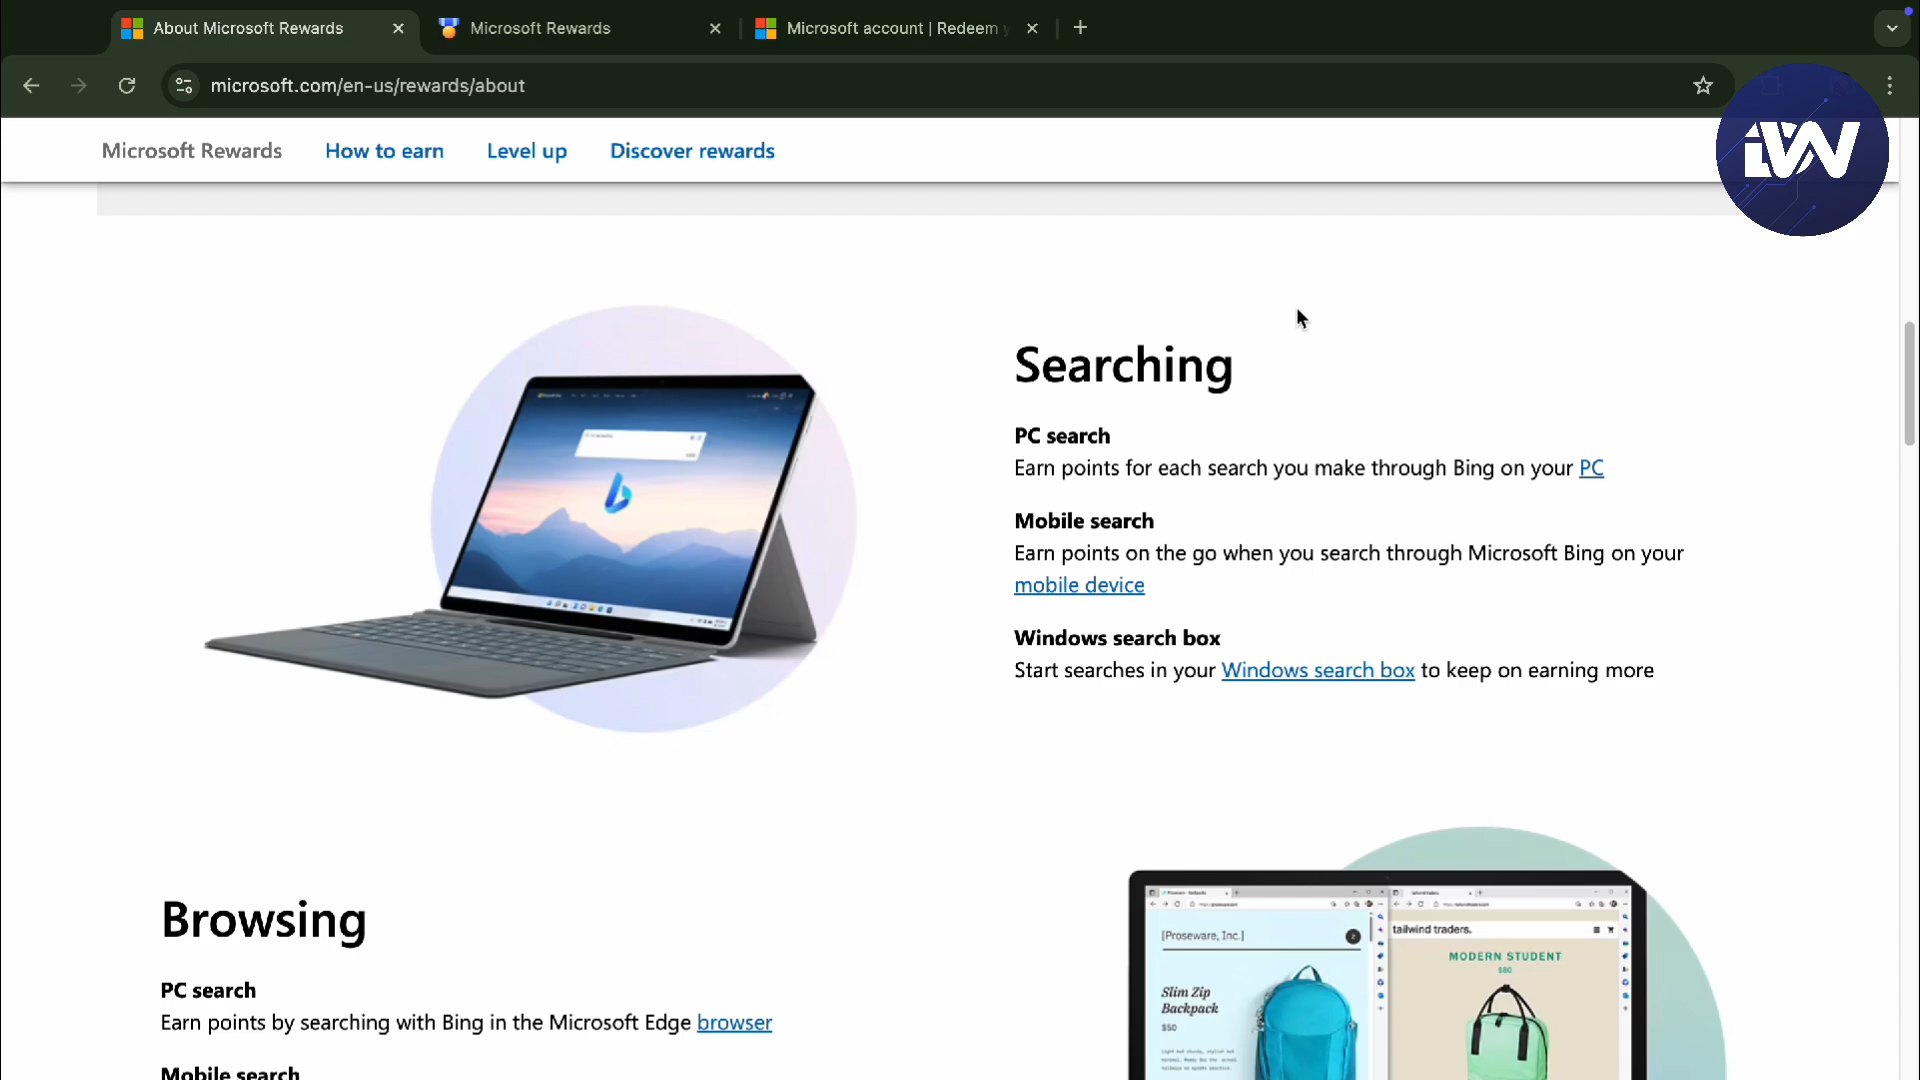 About Microsoft Rewards
Microsoft Rewards
Microsoft account | Redeem y
microsoft.com/en-us/rewards/about
Microsoft Rewards
How to earn
Level up
Discover rewards
Searching
PC search
Earn points for each search you make through Bing on your PC
Mobile search
Earn points on the go when you search through Microsoft Bing on your
mobile device
Windows search box
Start searches in your Windows search box to keep on earning more
Browsing
PC search
Earn points by searching with Bing in the Microsoft Edge browser
Mobile search
[Proseware, Inc.]
Slim Zip
Backpack
$50
tailwind traders.
MODERN STUDENT
$80